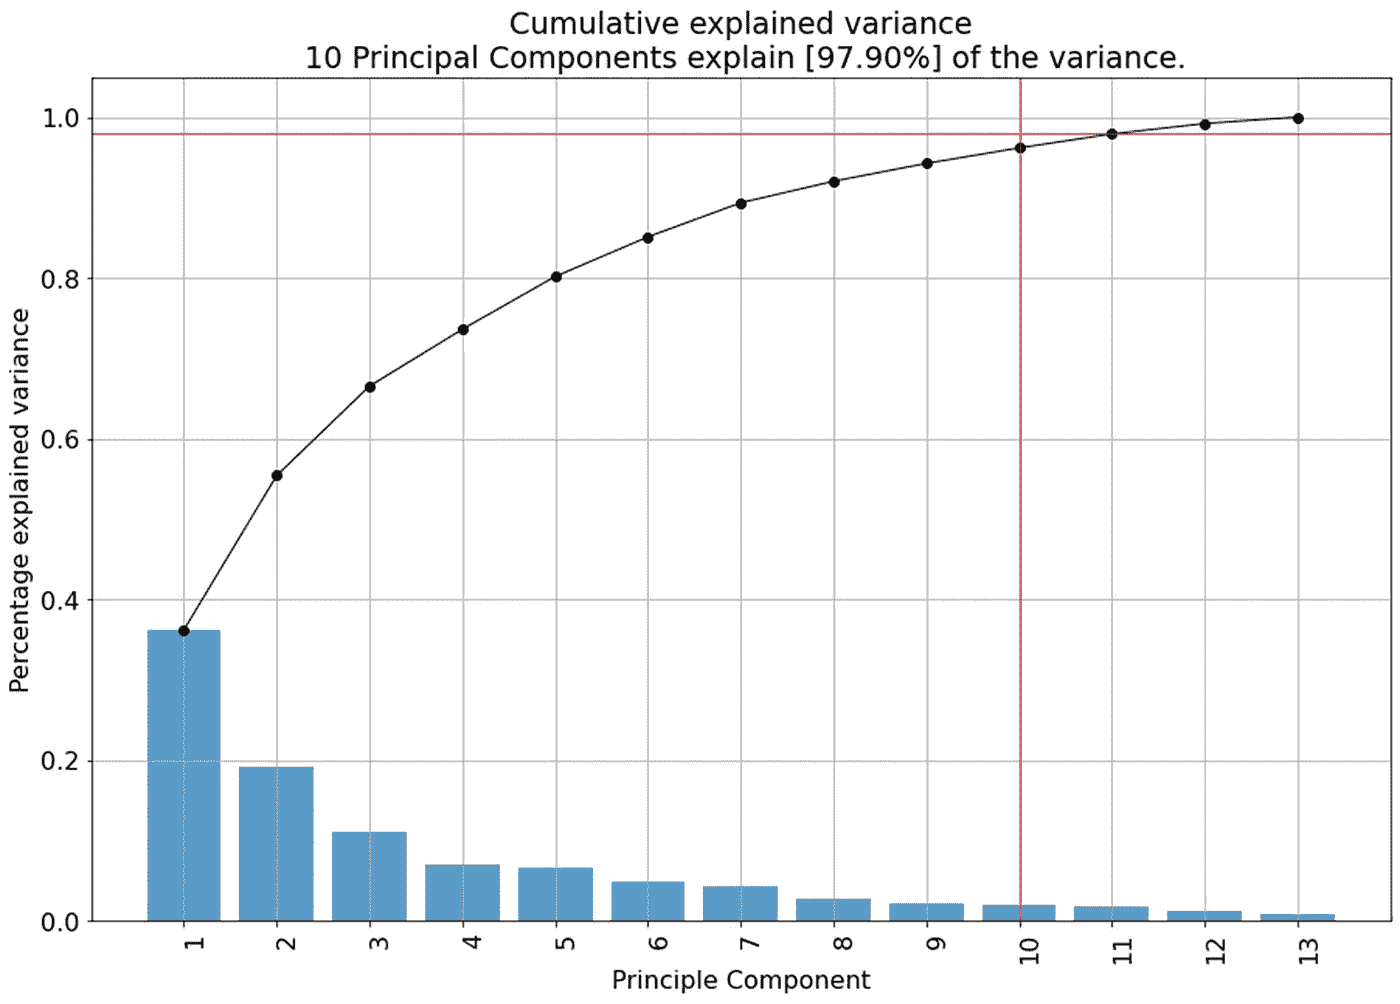 Cumulative explained variance
10 Principal Components explain [97.90%] of the variance.
Percentage explained variance
1.0
0.8
0.6
0.4
0.2
0.0
1 2 3 4 5 6 7 8 9 10 11 12 13
Principle Component